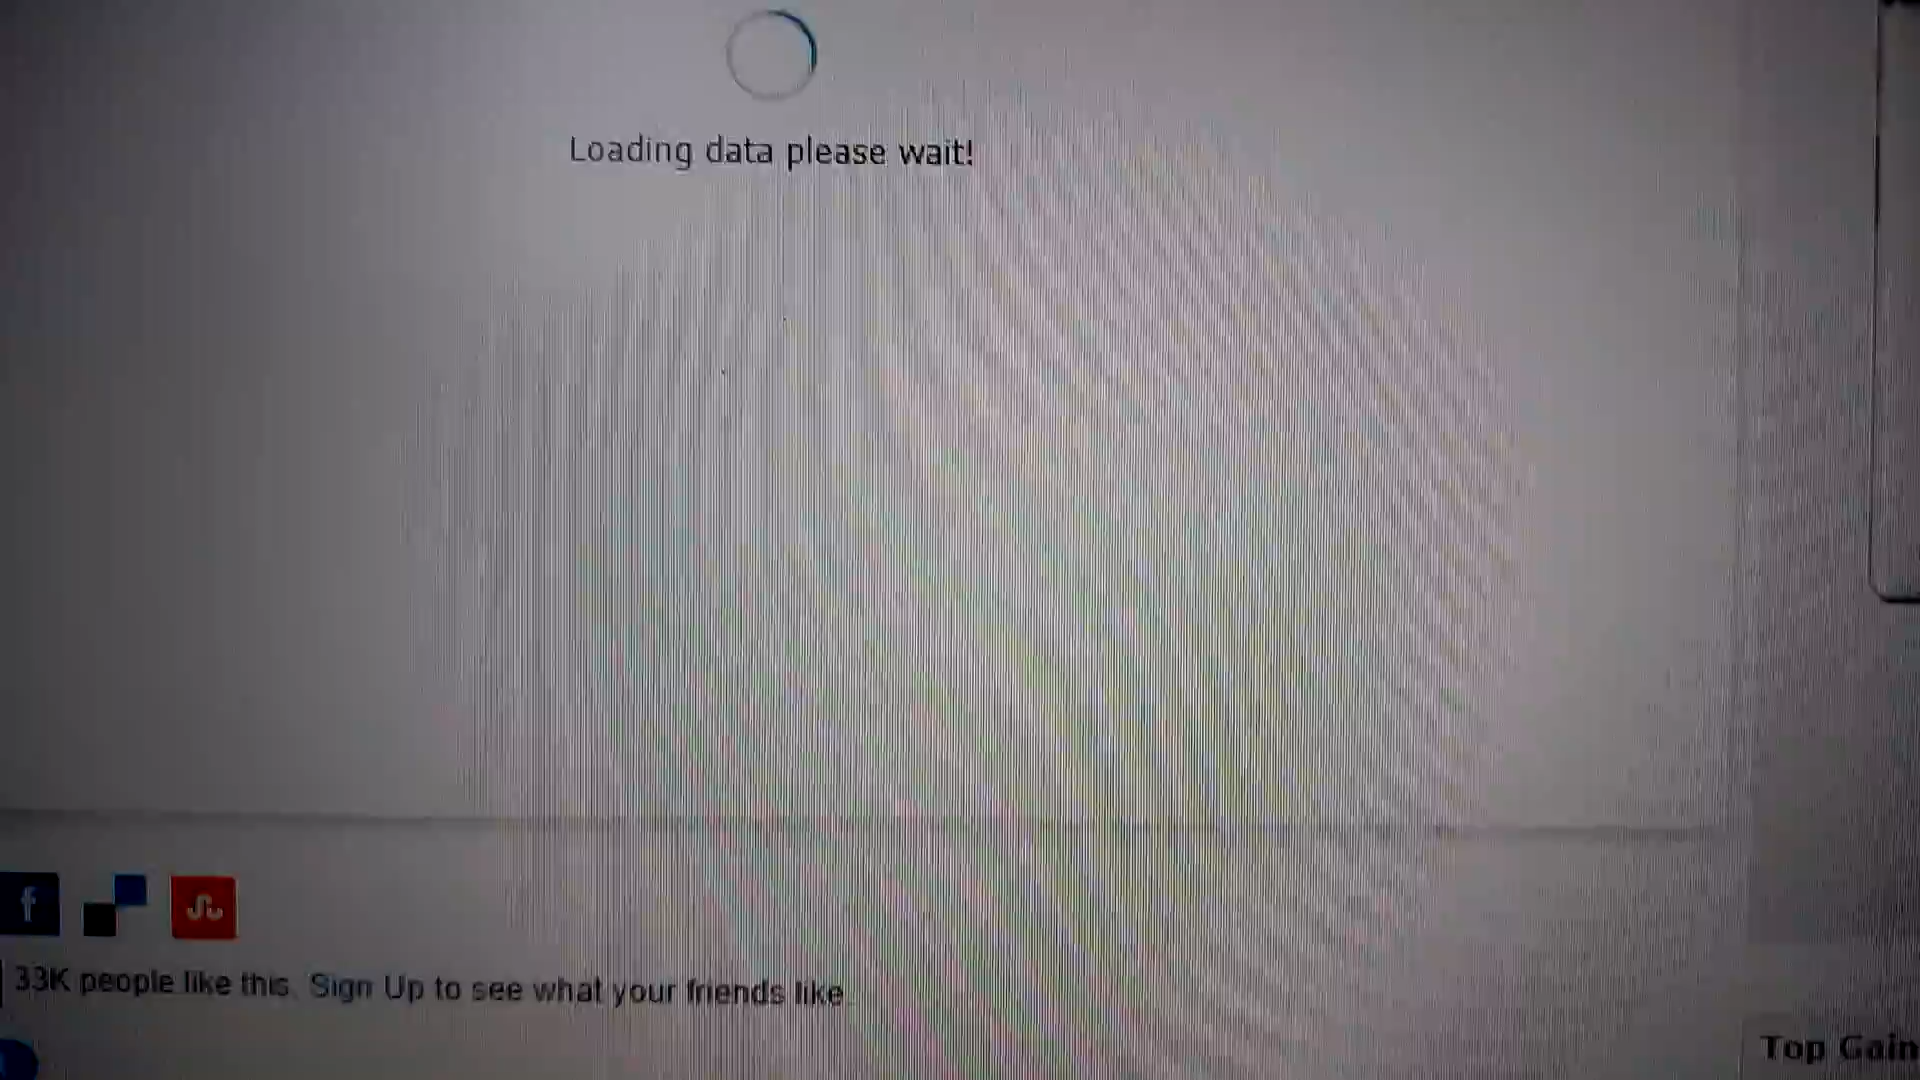 Loading data please wait!
f
33K people like this. Sign Up to see what your friends like
Top Gain